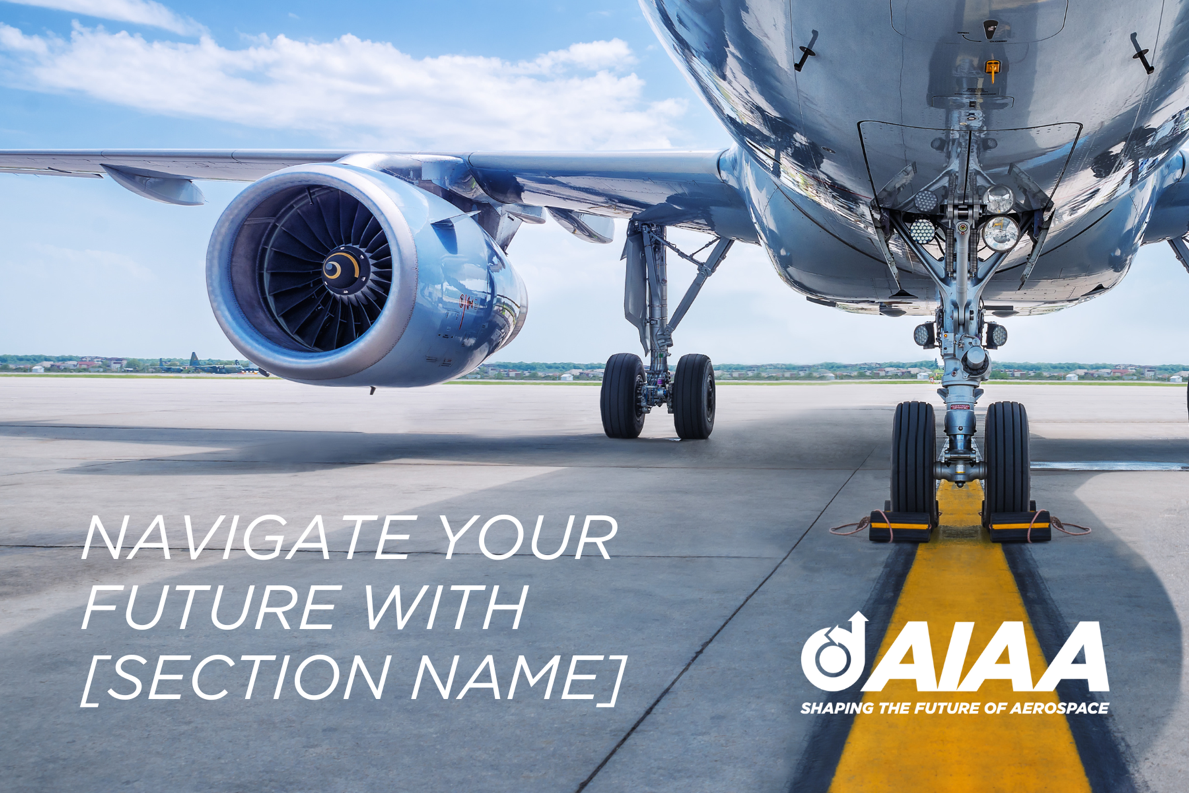 NAVIGATE YOUR
FUTURE WITH
[SECTION NAME]
AIAA
SHAPING THE FUTURE OF AEROSPACE